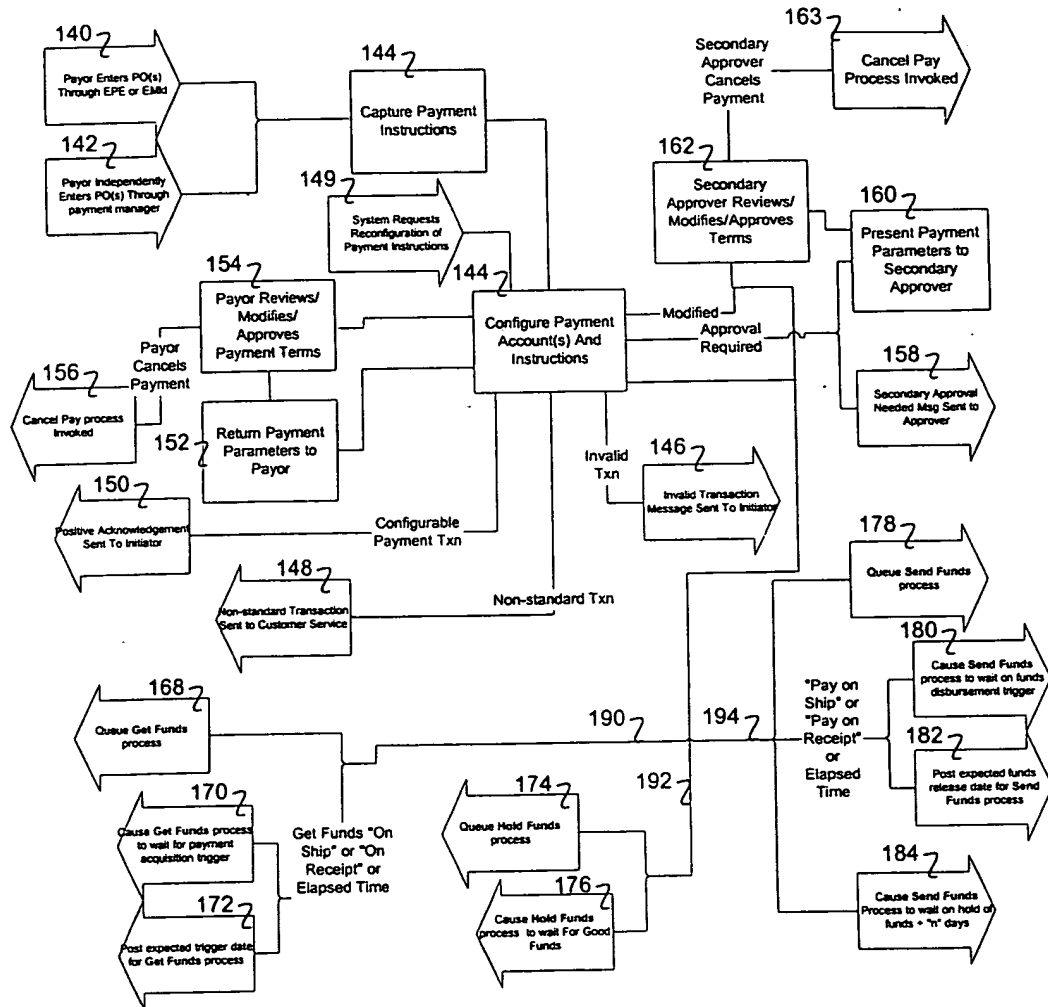 140
Payor Enters PO(s)
Through EPE or EMId
142
Payor Independently
Enters PO(s) Through
payment manager
144
Capture Payment
Instructions
149
System Requests
Reconfiguration of
Payment Instructions
144
Configure Payment
Account(s) And
Instructions
154
Payor Reviews/
Modifies/
Approves
Payment Terms
Payor
Cancels
Payment
156
Cancel Pay process
Invoked
152
Return Payment
Parameters to
Payor
150
Positive Acknowledgement
Sent To Initiator
Configurable
Payment Txn
148
Non-standard Transaction
Sent to Customer Service
Non-standard Txn
Invalid
Txn
146
Invalid Transaction
Message Sent To Initiator
Secondary
Approver
Cancels
Payment
163
Cancel Pay
Process Invoked
162
Secondary
Approver Reviews/
Modifies/Approves
Terms
160
Present Payment
Parameters to
Secondary
Approver
Modified
Approval
Required
158
Secondary Approval
Needed Msg Sent to
Approver
178
Queue Send Funds
process
180
Cause Send Funds
process to wait on funds
disbursement trigger
"Pay on
Ship" or
"Pay on
Receipt"
or
Elapsed
Time
182
Post expected funds
release date for Send
Funds process
184
Cause Send Funds
Process to wait on hold of
funds + "n" days
190
194
192
168
Queue Get Funds
process
170
Cause Get Funds process
to wait for payment
acquisition trigger
Get Funds "On
Ship" or "On
Receipt" or
Elapsed Time
172
Post expected trigger date
for Get Funds process
174
Queue Hold Funds
process
176
Cause Hold Funds
process to wait For Good
Funds